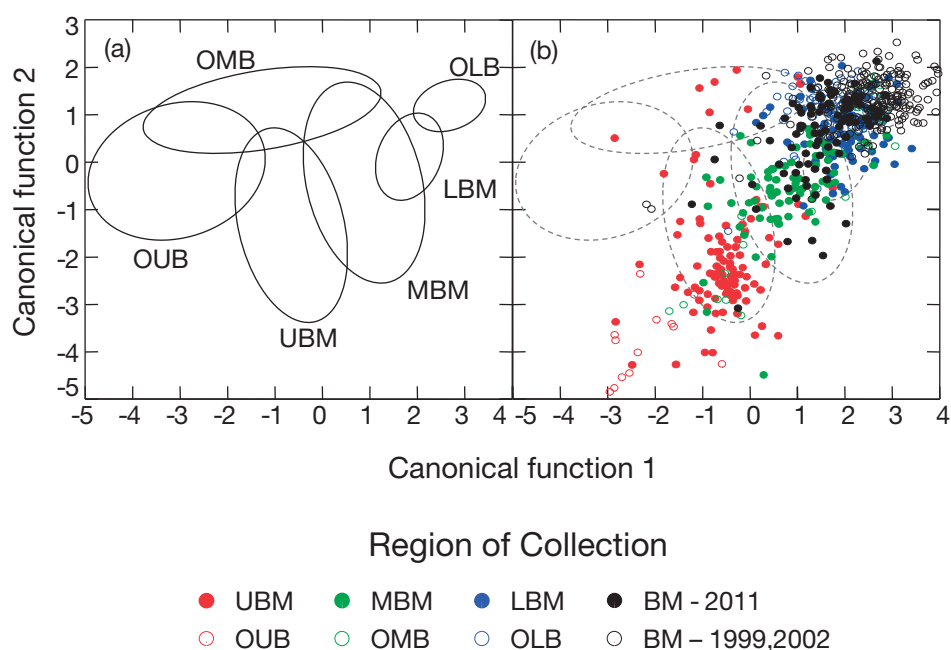 (a)
(b)
OMB
OLB
OUB
UBM
MBM
LBM
3
2
1
0
-1
-2
-3
-4
-5
Canonical function 2
-5 -4 -3 -2 -1 0 1 2 3 4
-5 -4 -3 -2 -1 0 1 2 3 4
Canonical function 1
Region of Collection
UBM MBM LBM BM - 2011
OUB OMB OLB BM – 1999,2002